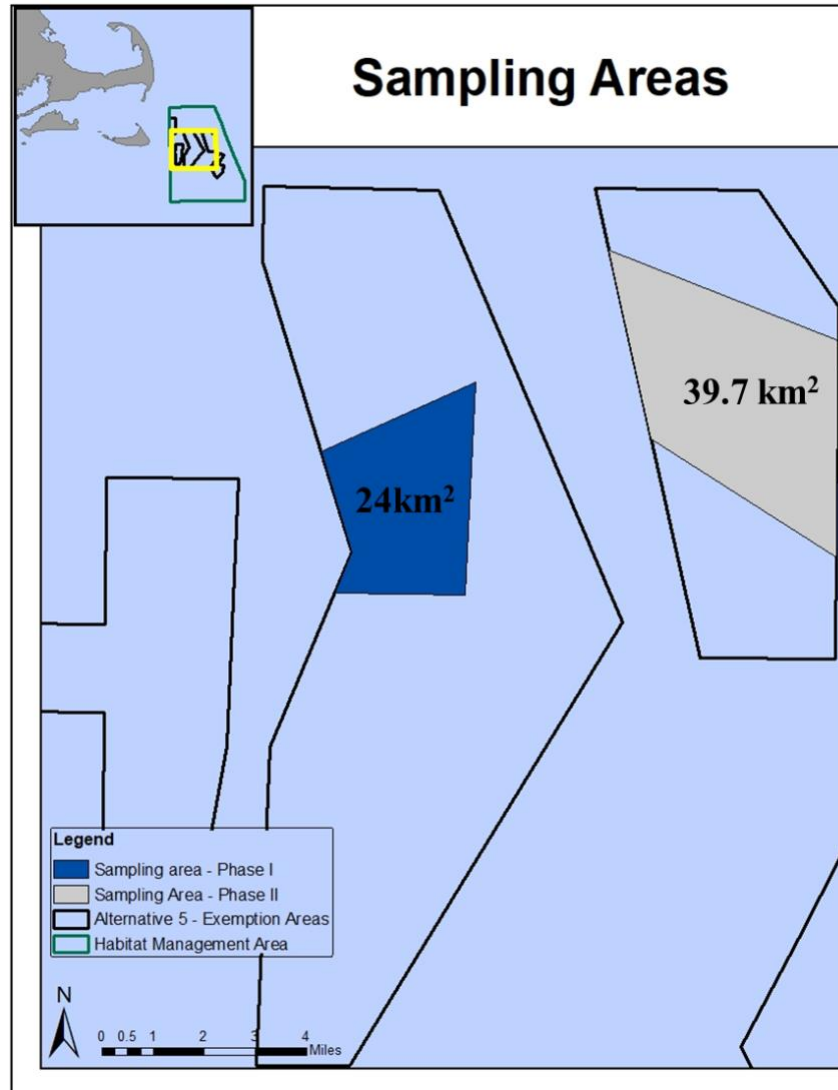 Sampling Areas
39.7 km²
24km²
Legend
Sampling area - Phase I
Sampling Area - Phase II
Alternative 5 - Exemption Areas
Habitat Management Area
N
0 0.5 1 2 3 4
Miles